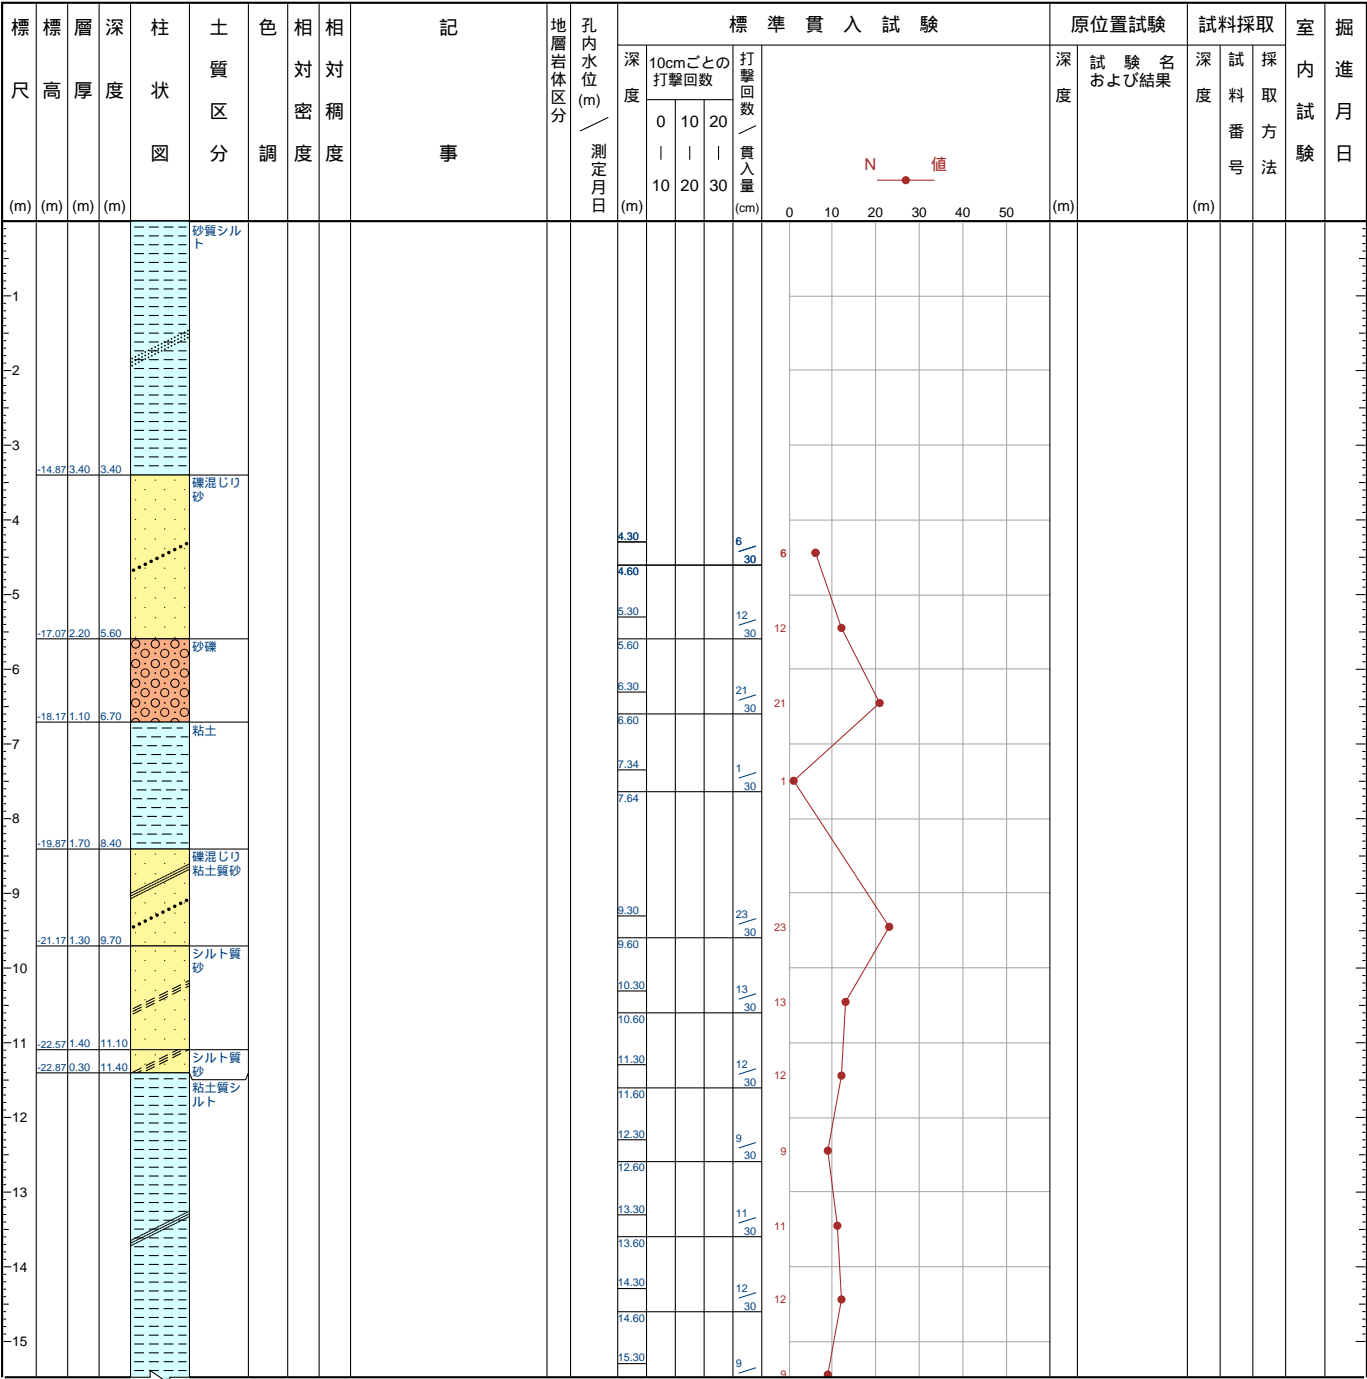 標尺(m)
標高(m)
層厚(m)
深度(m)
柱状図
土質区分
色調
相対密度
相対稠度
記事
地層岩体区分
孔内水位(m)／測定月日
標準貫入試験
深度(m)
10cmごとの
打撃回数
0 10 20
| | |
10 20 30
打撃回数／貫入量(cm)
N 値
0 10 20 30 40 50
原位置試験
深度(m)
試験名
および結果
試料採取
深度(m)
試料番号
採取方法
室内試験
掘進月日
砂質シル
ト
1
2
3
-14.87 3.40 3.40
礫混じり
砂
4
4.30 6/30 6
4.60
5
5.30 12/30 12
-17.07 2.20 5.60
5.60
砂礫
6
6.30 21/30 21
6.60
-18.17 1.10 6.70
粘土
7
7.34 1/30 1
7.64
8
-19.87 1.70 8.40
礫混じり
粘土質砂
9
9.30 23/30 23
9.60
-21.17 1.30 9.70
シルト質
砂
10
10.30 13/30 13
10.60
11
-22.57 1.40 11.10
シルト質
砂
11.30 12/30 12
-22.87 0.30 11.40
粘土質シ
ルト
11.60
12
12.30 9/30 9
12.60
13
13.30 11/30 11
13.60
14
14.30 12/30 12
14.60
15
15.30 9/ 9